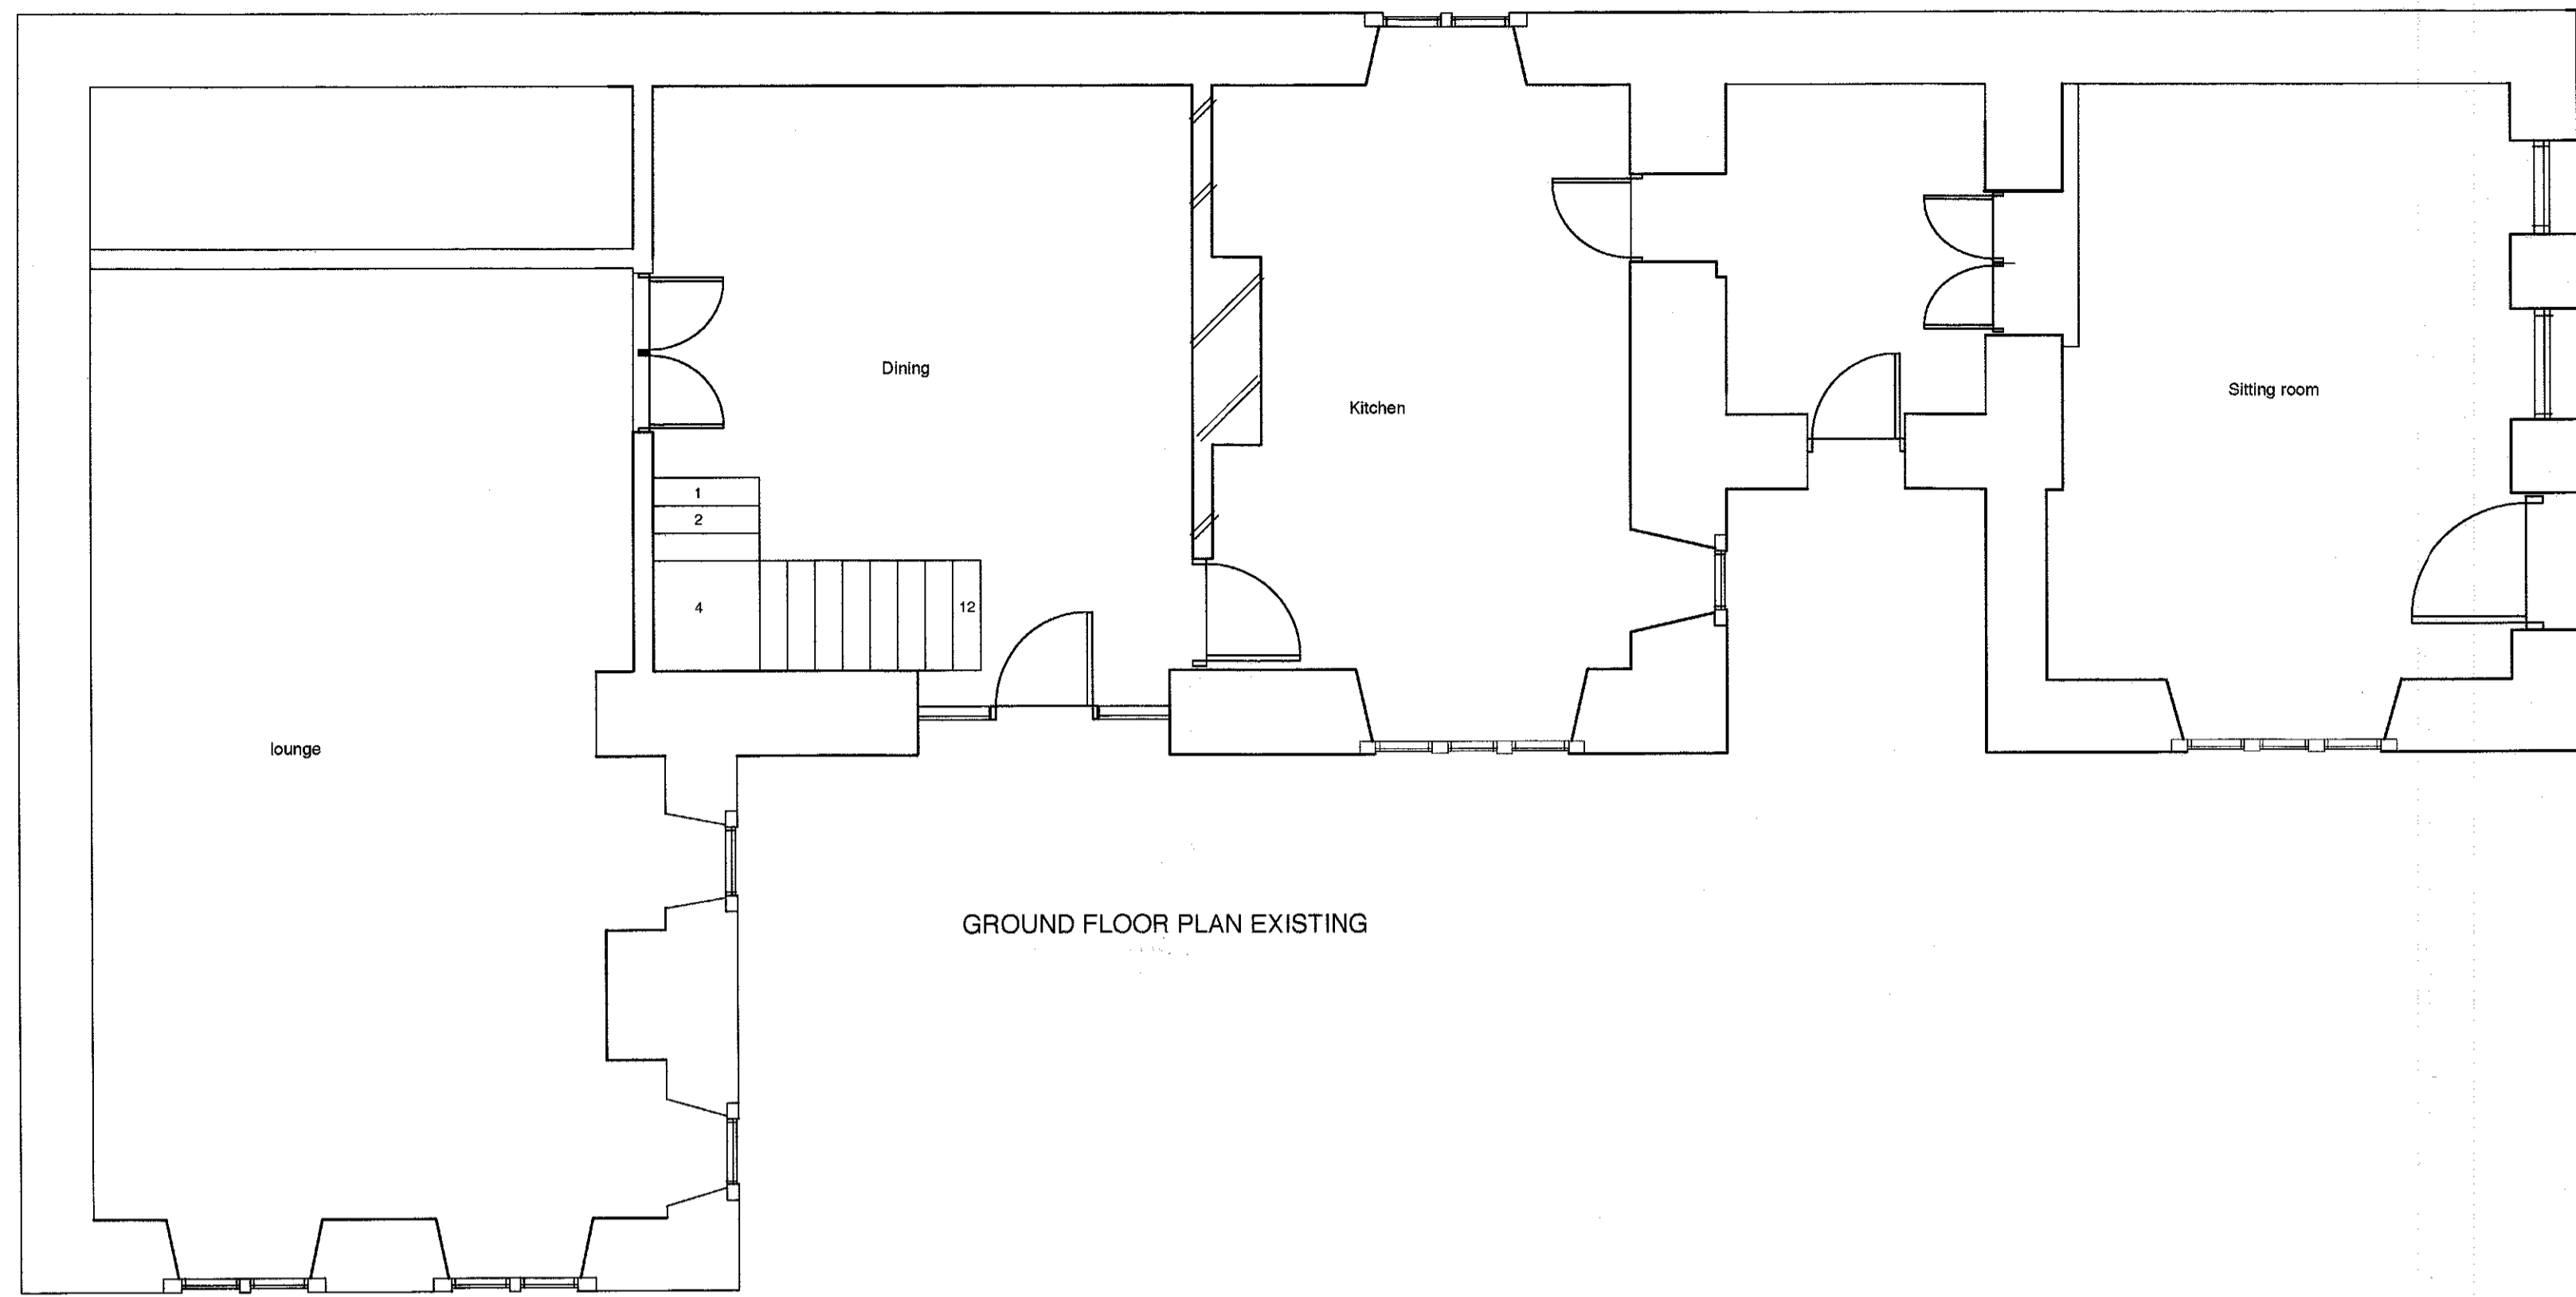 Dining
Kitchen
Sitting room
1
2
4
12
lounge
GROUND FLOOR PLAN EXISTING